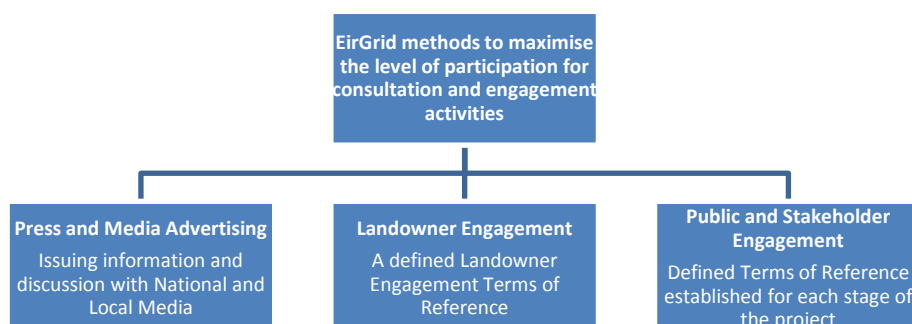 EirGrid methods to maximise
the level of participation for
consultation and engagement
activities
Press and Media Advertising
Issuing information and
discussion with National and
Local Media
Landowner Engagement
A defined Landowner
Engagement Terms of
Reference
Public and Stakeholder
Engagement
Defined Terms of Reference
established for each stage of
the project